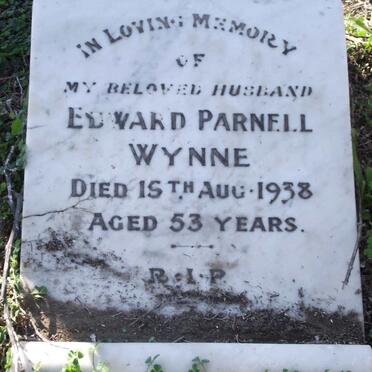 In Loving Memory
of
My Beloved Husband
Edward Parnell
Wynne
Died 15th Aug. 1938
Aged 53 Years.
R.I.P.